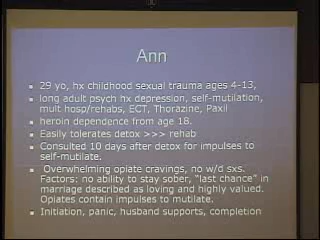 Ann
29 yo, hx childhood sexual trauma ages 4-13,
long adult psych hx depression, self-mutilation,
mult hosp/rehabs, ECT, Thorazine, Paxil
heroin dependence from age 18.
Easily tolerates detox >>> rehab
Consulted 10 days after detox for impulses to
self-mutilate.
Overwhelming opiate cravings, no w/d sxs.
Factors: no ability to stay sober, “last chance” in
marriage described as loving and highly valued.
Opiates contain impulses to mutilate.
Initiation, panic, husband supports, completion